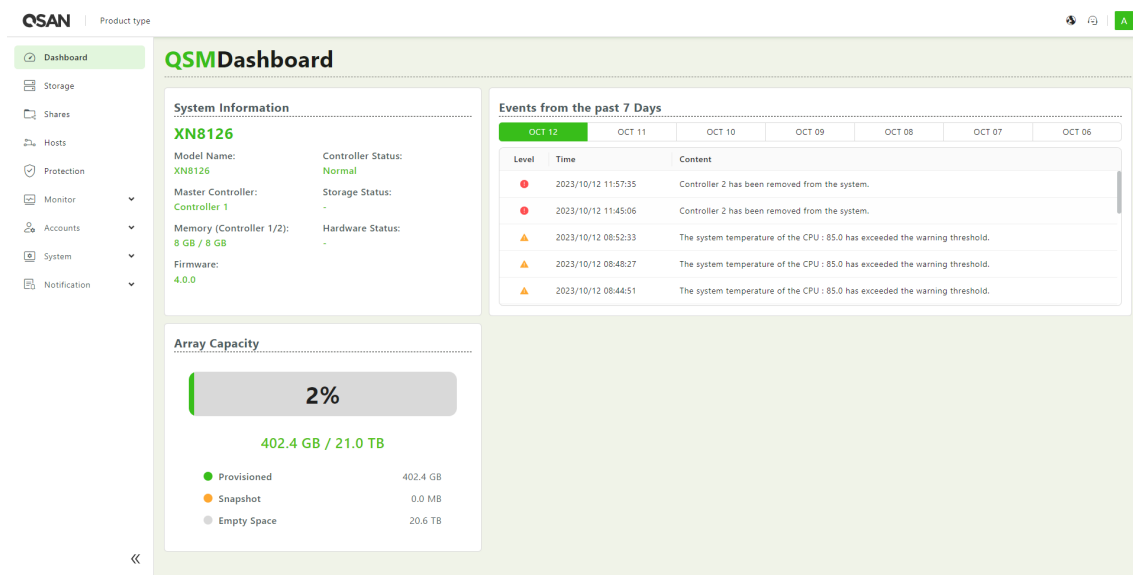 QSAN
Product type
A
Dashboard
Storage
Shares
Hosts
Protection
Monitor
Accounts
System
Notification
QSMDashboard
System Information
XN8126
Model Name:
XN8126
Controller Status:
Normal
Master Controller:
Controller 1
Storage Status:
-
Memory (Controller 1/2):
8 GB / 8 GB
Hardware Status:
-
Firmware:
4.0.0
Events from the past 7 Days
OCT 12 OCT 11 OCT 10 OCT 09 OCT 08 OCT 07 OCT 06
Level Time Content
2023/10/12 11:57:35 Controller 2 has been removed from the system.
2023/10/12 11:45:06 Controller 2 has been removed from the system.
2023/10/12 08:52:33 The system temperature of the CPU : 85.0 has exceeded the warning threshold.
2023/10/12 08:48:27 The system temperature of the CPU : 85.0 has exceeded the warning threshold.
2023/10/12 08:44:51 The system temperature of the CPU : 85.0 has exceeded the warning threshold.
Array Capacity
2%
402.4 GB / 21.0 TB
Provisioned 402.4 GB
Snapshot 0.0 MB
Empty Space 20.6 TB